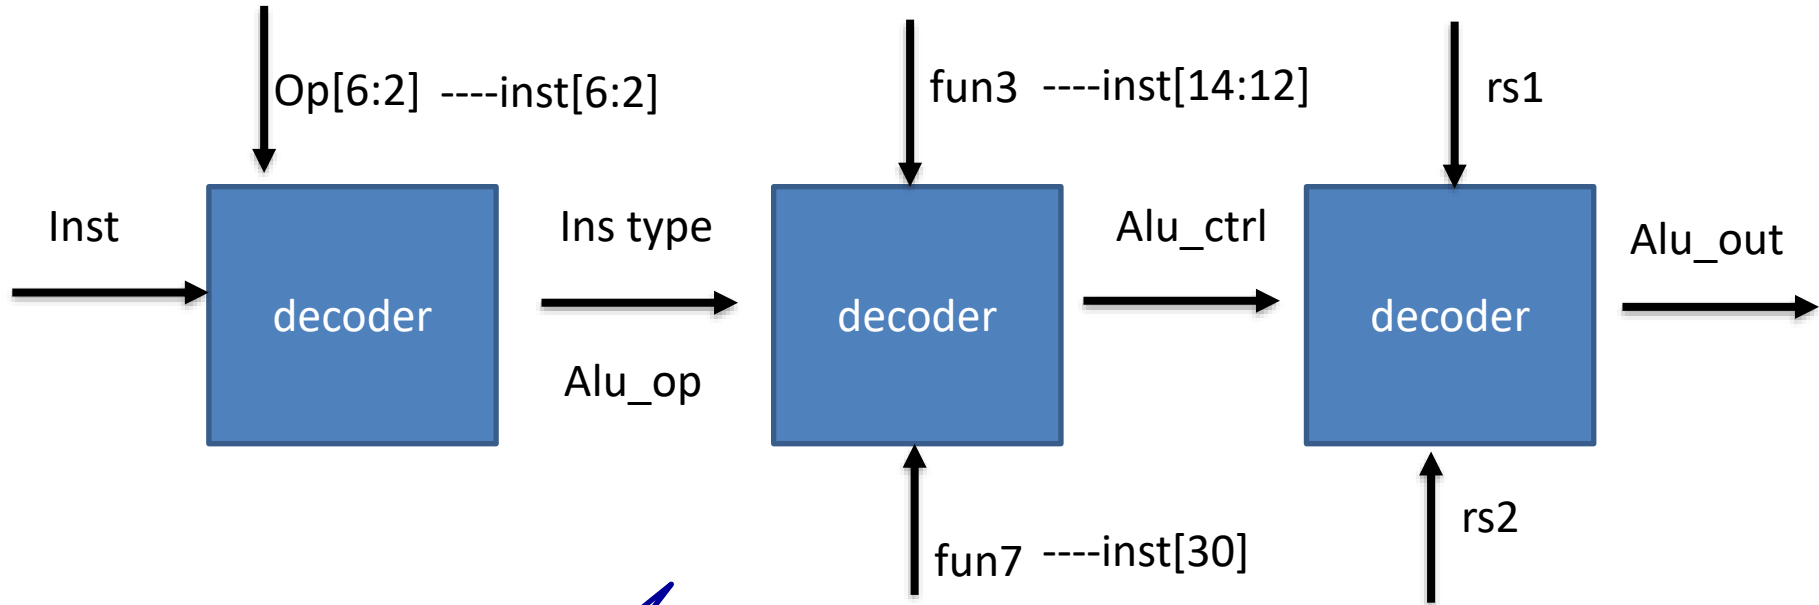 Op[6:2] ----inst[6:2]
fun3 ----inst[14:12]
rs1
Inst
Ins type
Alu_ctrl
Alu_out
decoder
decoder
decoder
Alu_op
rs2
fun7 ----inst[30]